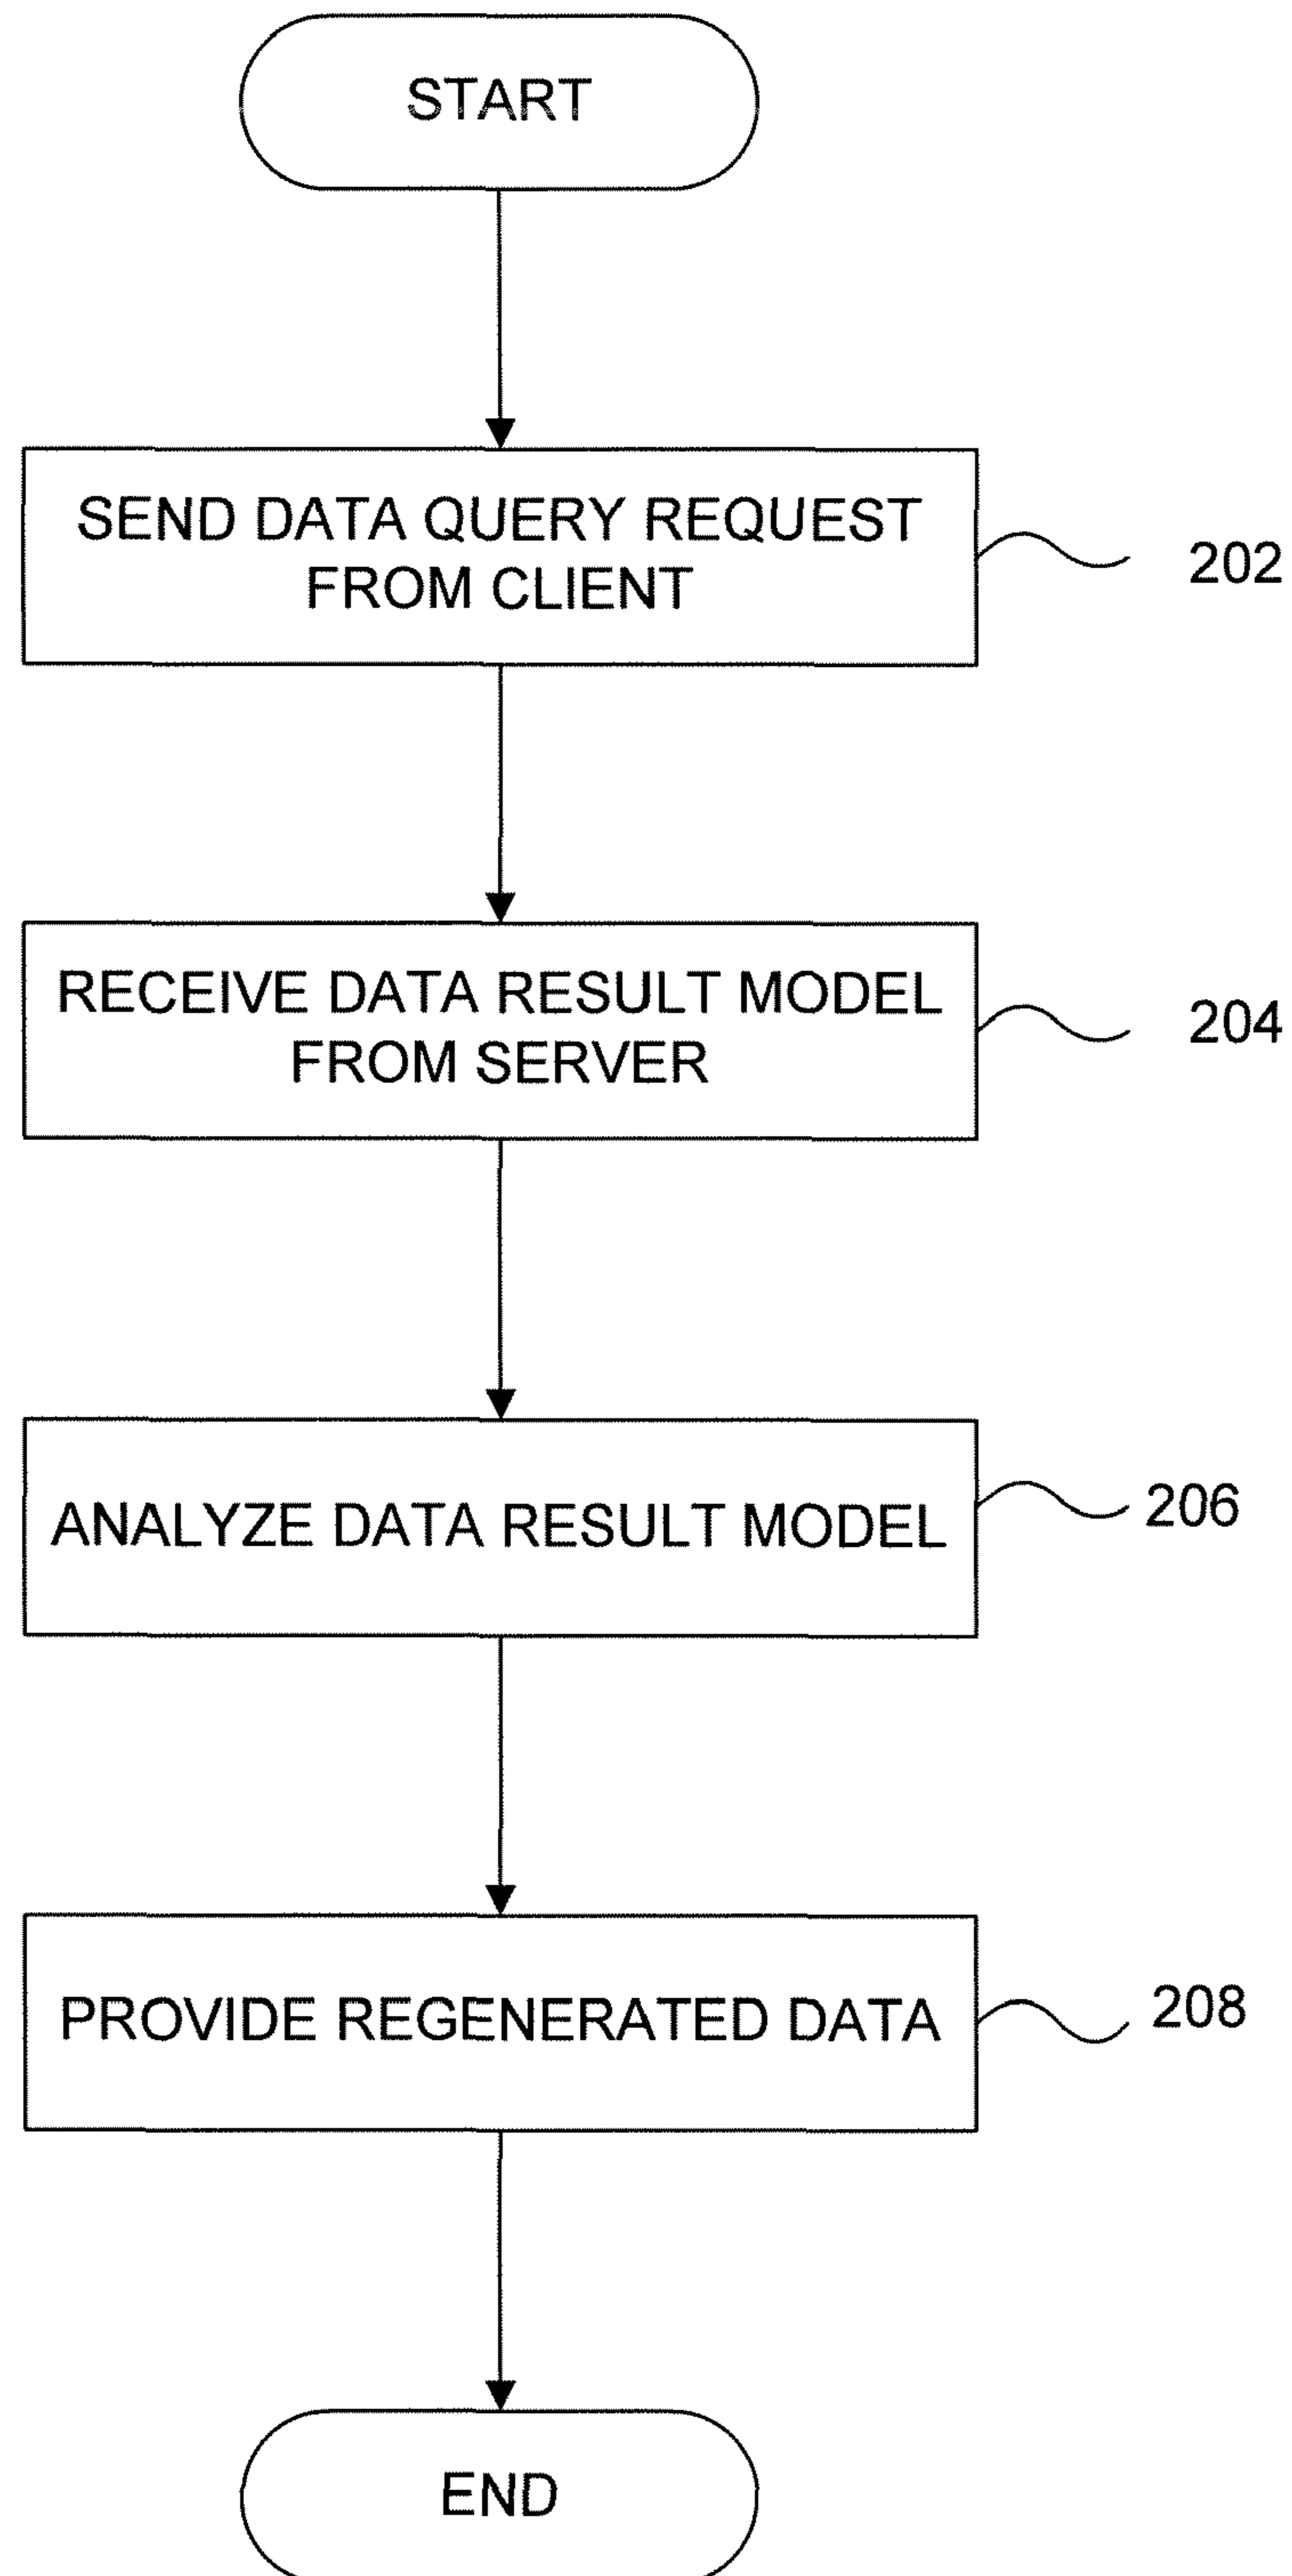 START
SEND DATA QUERY REQUEST
FROM CLIENT
202
RECEIVE DATA RESULT MODEL
FROM SERVER
204
ANALYZE DATA RESULT MODEL
206
PROVIDE REGENERATED DATA
208
END